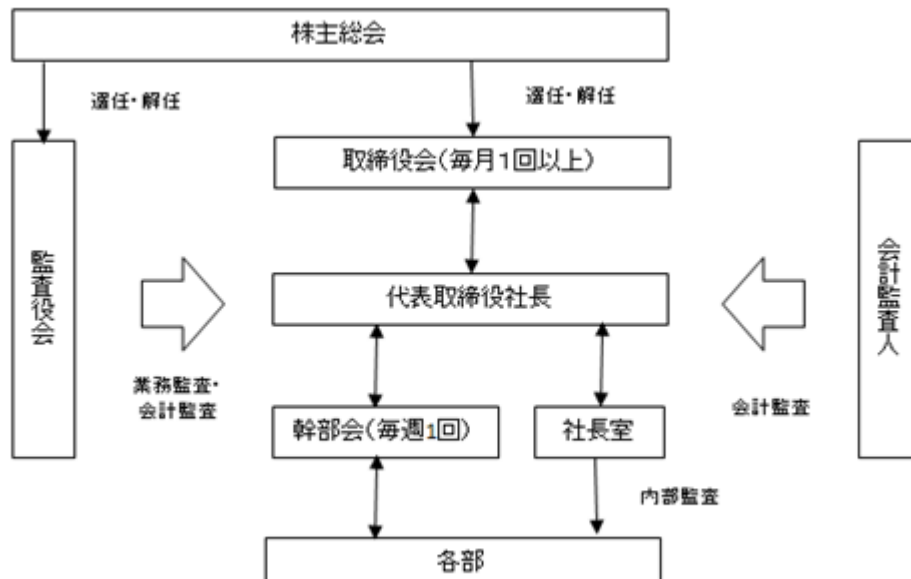 株主総会
選任・解任
選任・解任
取締役会(毎月1回以上)
監査役会
会計監査人
代表取締役社長
業務監査・
会計監査
会計監査
幹部会(毎週1回)
社長室
内部監査
各部